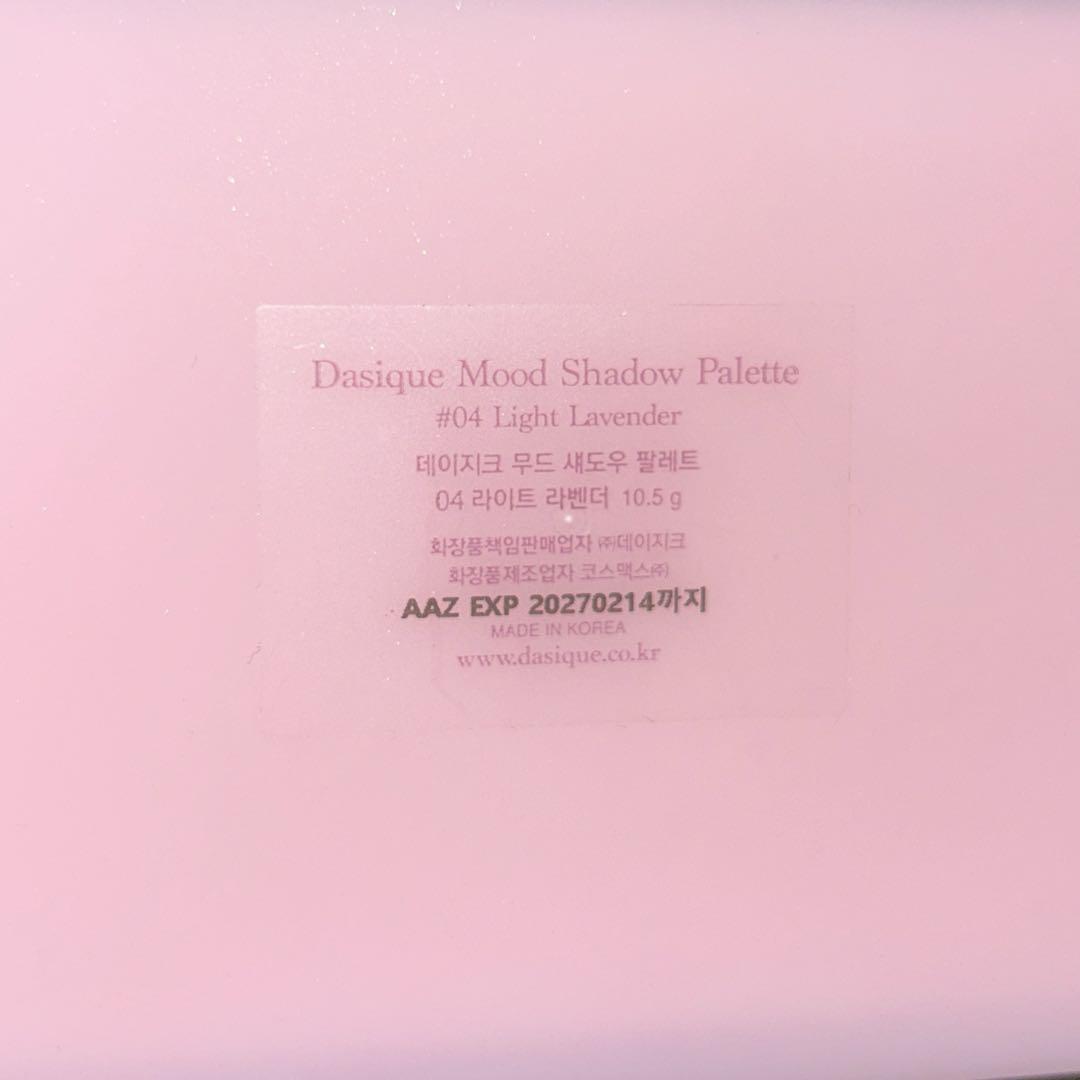 Dasique Mood Shadow Palette
#04 Light Lavender
데이지크 무드 섀도우 팔레트
04 라이트 라벤더 10.5 g
화장품책임판매업자 ㈜데이지크
화장품제조업자 코스맥스㈜
AAZ EXP 20270214까지
MADE IN KOREA
www.dasique.co.kr